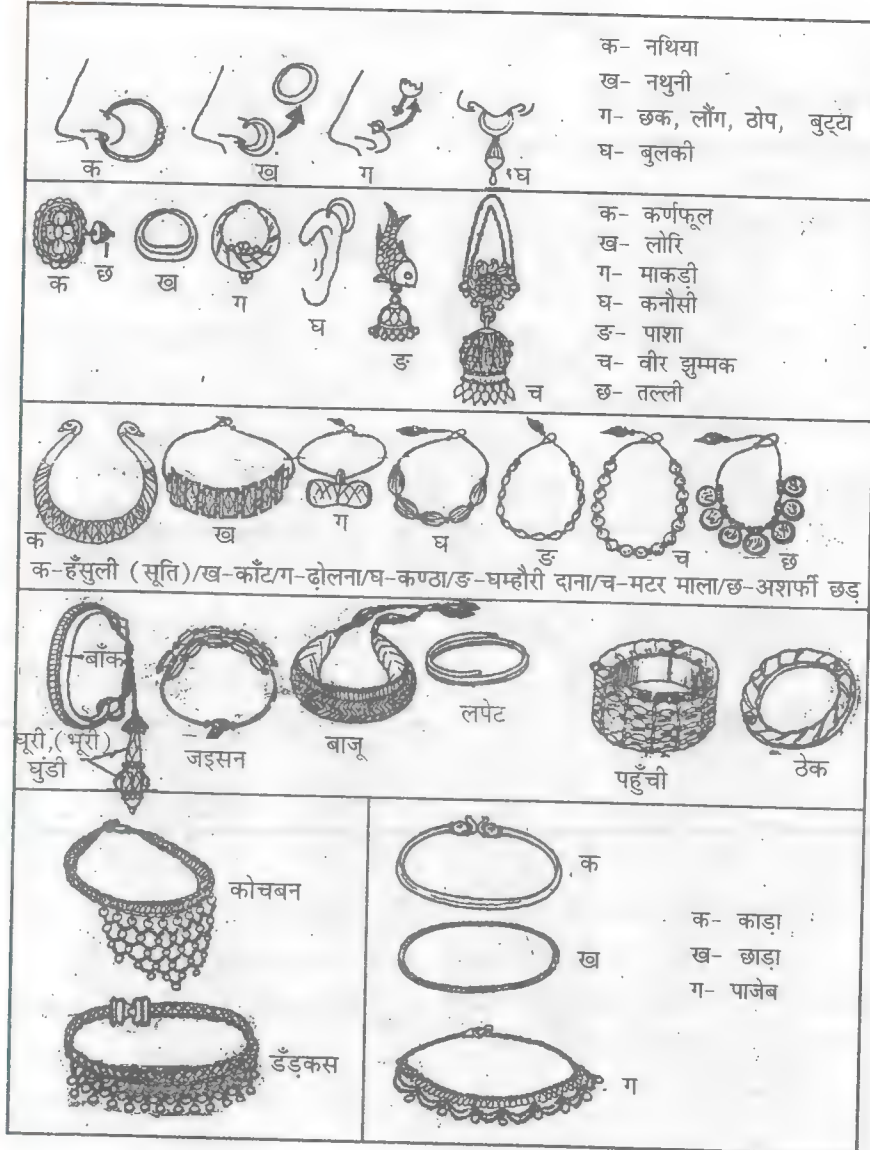 क- नथिया
ख- नथुनी
ग- छक, लौंग, ठोप, बुट्टा
घ- बुलकी
क ख ग घ
क- कर्णफूल
ख- लोरि
ग- माकड़ी
घ- कनौसी
ङ- पाशा
च- वीर झुम्मक
छ- तल्ली
क छ ख ग घ ङ च
क ख ग घ ङ च छ
क-हँसुली (सूति)/ख-काँट/ग-ढ़ोलना/घ-कण्ठा/ङ-घम्हौरी दाना/च-मटर माला/छ-अशर्फी छड़
बाँक
घूरी,(भूरी)
घुंडी
जइसन
बाजू
लपेट
पहुँची
ठेक
कोचबन
डँड़कस
क
ख
ग
क- काड़ा
ख- छाड़ा
ग- पाजेब